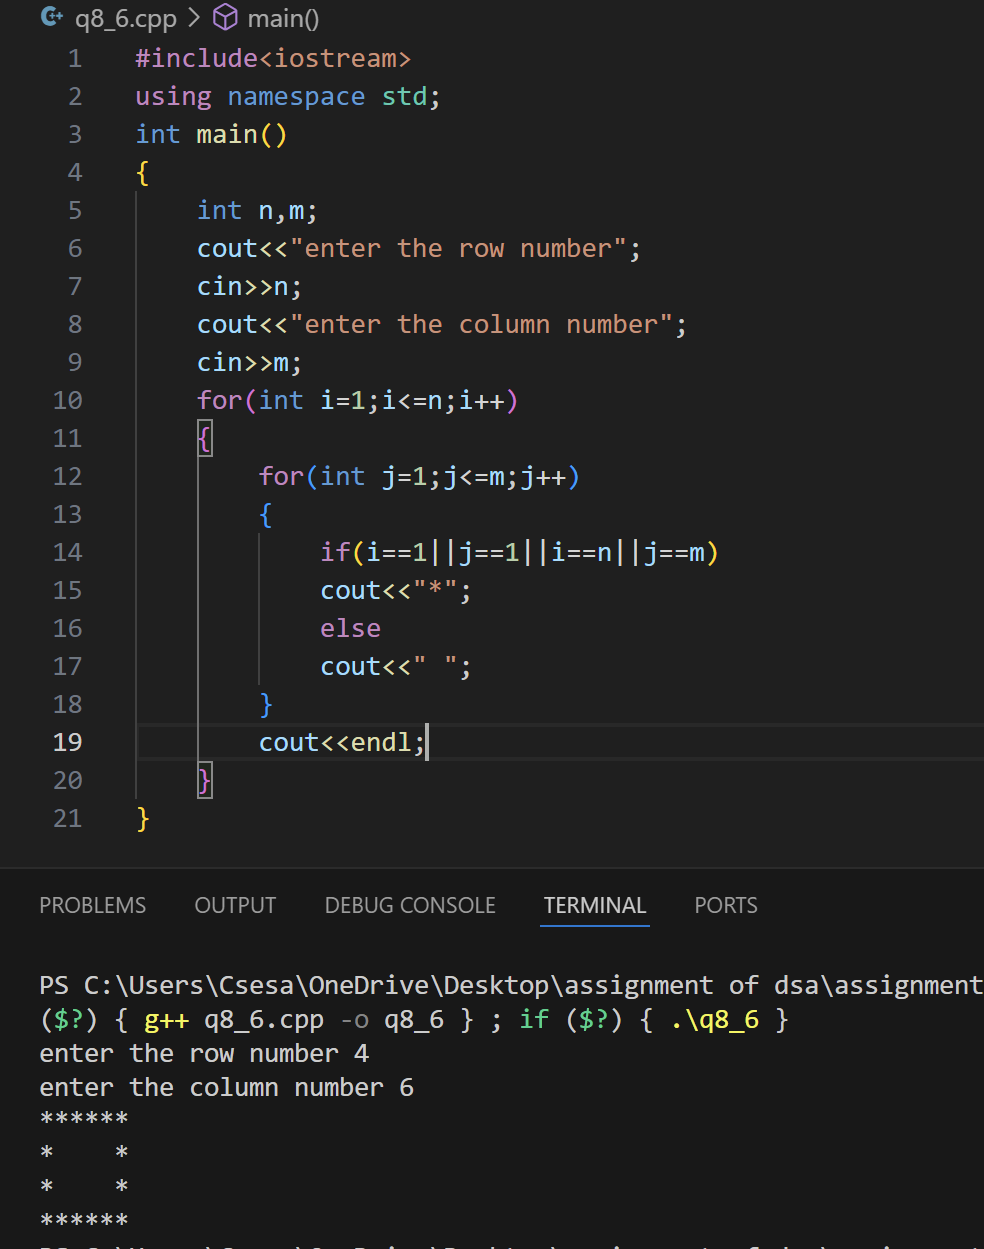 q8_6.cpp > main()
1 #include<iostream>
2 using namespace std;
3 int main()
4 {
5     int n,m;
6     cout<<"enter the row number";
7     cin>>n;
8     cout<<"enter the column number";
9     cin>>m;
10     for(int i=1;i<=n;i++)
11     {
12         for(int j=1;j<=m;j++)
13         {
14             if(i==1||j==1||i==n||j==m)
15             cout<<"*";
16             else
17             cout<<" ";
18         }
19         cout<<endl;
20     }
21 }
PROBLEMS OUTPUT DEBUG CONSOLE TERMINAL PORTS
PS C:\Users\Csesa\OneDrive\Desktop\assignment of dsa\assignment
($?) { g++ q8_6.cpp -o q8_6 } ; if ($?) { .\q8_6 }
enter the row number 4
enter the column number 6
******
*    *
*    *
******